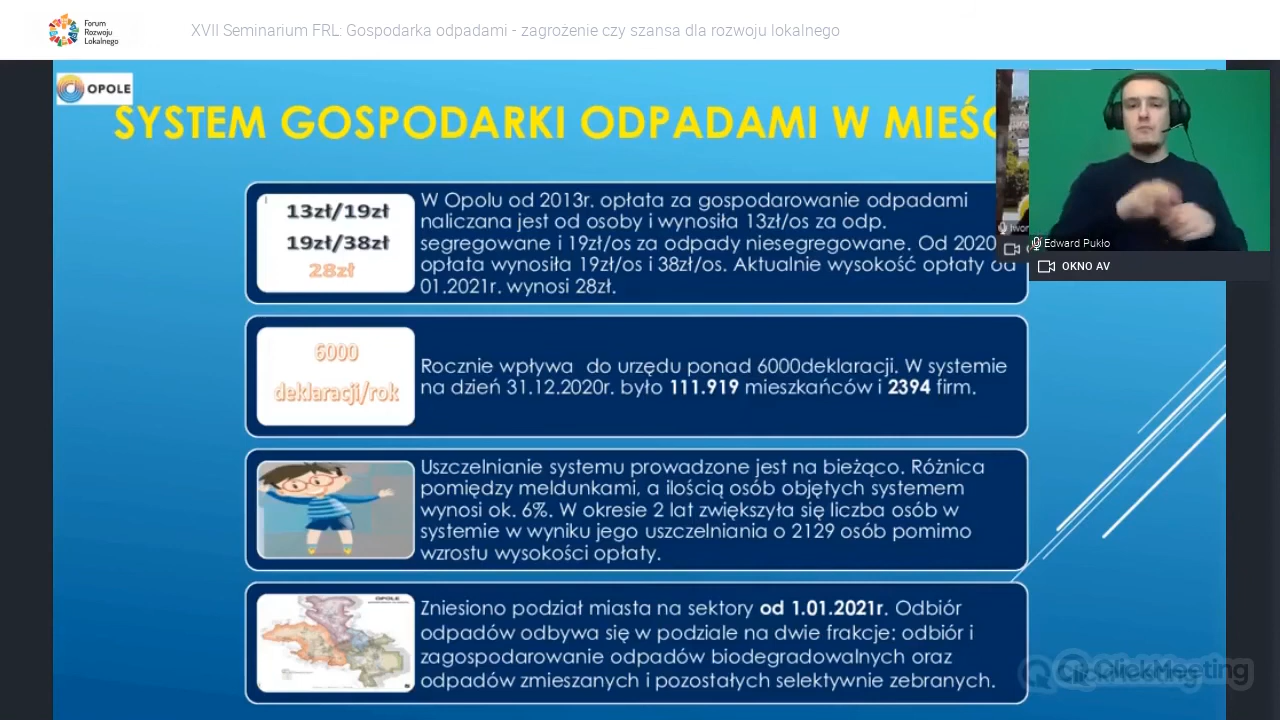 Forum
Rozwoju
Lokalnego
XVII Seminarium FRL: Gospodarka odpadami - zagrożenie czy szansa dla rozwoju lokalnego
OPOLE
SYSTEM GOSPODARKI ODPADAMI W MIEŚC
13zł/19zł
19zł/38zł
28zł
W Opolu od 2013r. opłata za gospodarowanie odpadami
naliczana jest od osoby i wynosiła 13zł/os za odp.
segregowane i 19zł/os za odpady niesegregowane. Od 2020
opłata wynosiła 19zł/os i 38zł/os. Aktualnie wysokość opłaty od
01.2021r. wynosi 28zł.
Iwon
Edward Pukło
OKNO AV
6000
deklaracji/rok
Rocznie wpływa  do urzędu ponad 6000deklaracji. W systemie
na dzień 31.12.2020r. było 111.919 mieszkańców i 2394 firm.
Uszczelnianie systemu prowadzone jest na bieżąco. Różnica
pomiędzy meldunkami, a ilością osób objętych systemem
wynosi ok. 6%. W okresie 2 lat zwiększyła się liczba osób w
systemie w wyniku jego uszczelniania o 2129 osób pomimo
wzrostu wysokości opłaty.
OPOLE
Zniesiono podział miasta na sektory od 1.01.2021r. Odbiór
odpadów odbywa się w podziale na dwie frakcje: odbiór i
zagospodarowanie odpadów biodegradowalnych oraz
odpadów zmieszanych i pozostałych selektywnie zebranych.
ClickMeeting